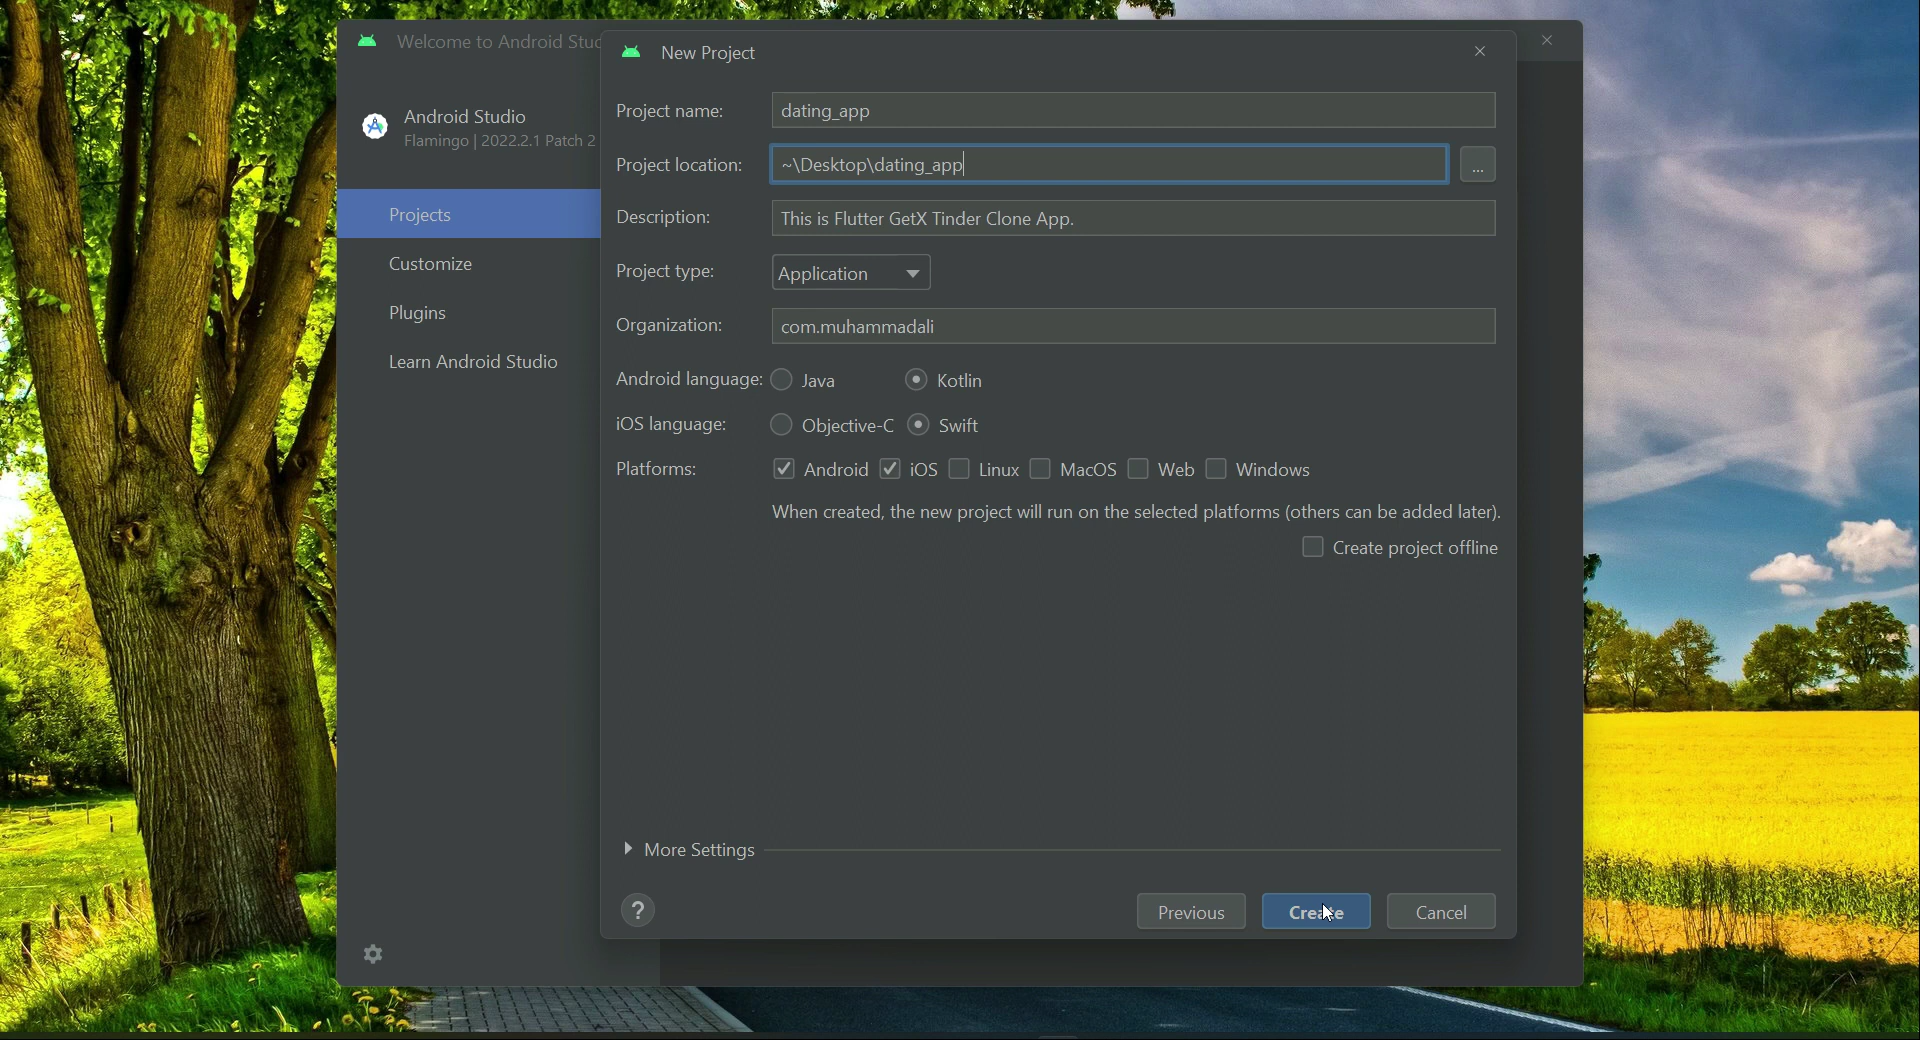 Welcome to Android Stud
New Project
Android Studio
Flamingo | 2022.2.1 Patch 2
Projects
Customize
Plugins
Learn Android Studio
Project name: dating_app
Project location: ~\Desktop\dating_app ...
Description: This is Flutter GetX Tinder Clone App.
Project type: Application
Organization: com.muhammadali
Android language: Java Kotlin
iOS language: Objective-C Swift
Platforms: Android iOS Linux MacOS Web Windows
When created, the new project will run on the selected platforms (others can be added later).
Create project offline
More Settings
? Previous Create Cancel